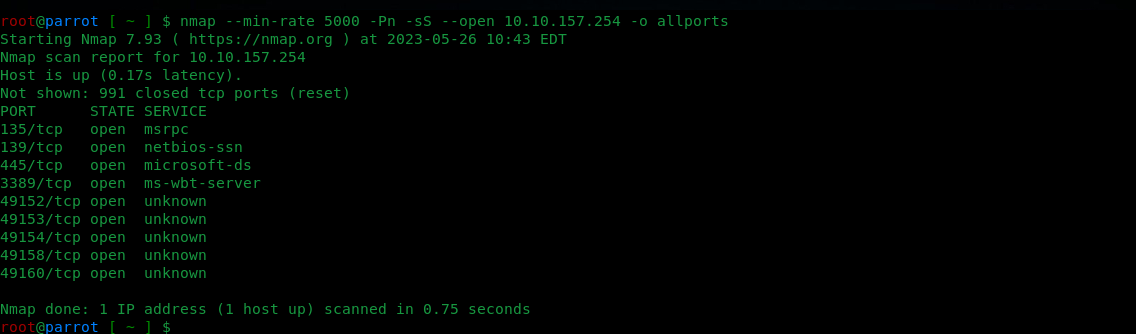 root@parrot [ ~ ] $ nmap --min-rate 5000 -Pn -sS --open 10.10.157.254 -o allports
Starting Nmap 7.93 ( https://nmap.org ) at 2023-05-26 10:43 EDT
Nmap scan report for 10.10.157.254
Host is up (0.17s latency).
Not shown: 991 closed tcp ports (reset)
PORT      STATE SERVICE
135/tcp   open  msrpc
139/tcp   open  netbios-ssn
445/tcp   open  microsoft-ds
3389/tcp  open  ms-wbt-server
49152/tcp open  unknown
49153/tcp open  unknown
49154/tcp open  unknown
49158/tcp open  unknown
49160/tcp open  unknown

Nmap done: 1 IP address (1 host up) scanned in 0.75 seconds
root@parrot [ ~ ] $